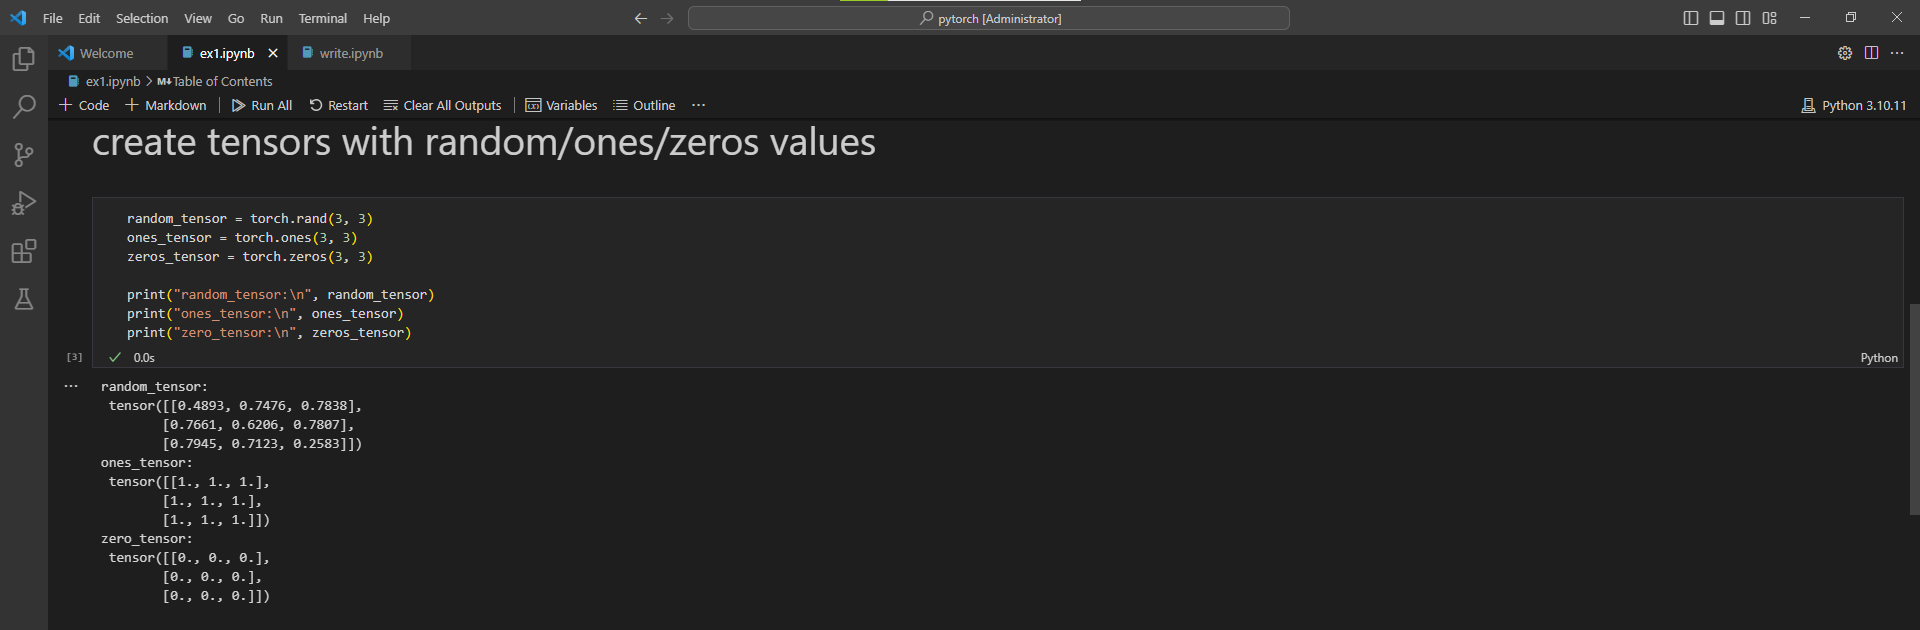 File Edit Selection View Go Run Terminal Help
pytorch [Administrator]
Welcome ex1.ipynb write.ipynb
ex1.ipynb > M↓Table of Contents
+ Code + Markdown Run All Restart Clear All Outputs Variables Outline ... Python 3.10.11
create tensors with random/ones/zeros values
random_tensor = torch.rand(3, 3)
ones_tensor = torch.ones(3, 3)
zeros_tensor = torch.zeros(3, 3)
print("random_tensor:\n", random_tensor)
print("ones_tensor:\n", ones_tensor)
print("zero_tensor:\n", zeros_tensor)
[3] 0.0s Python
random_tensor:
tensor([[0.4893, 0.7476, 0.7838],
[0.7661, 0.6206, 0.7807],
[0.7945, 0.7123, 0.2583]])
ones_tensor:
tensor([[1., 1., 1.],
[1., 1., 1.],
[1., 1., 1.]])
zero_tensor:
tensor([[0., 0., 0.],
[0., 0., 0.],
[0., 0., 0.]])